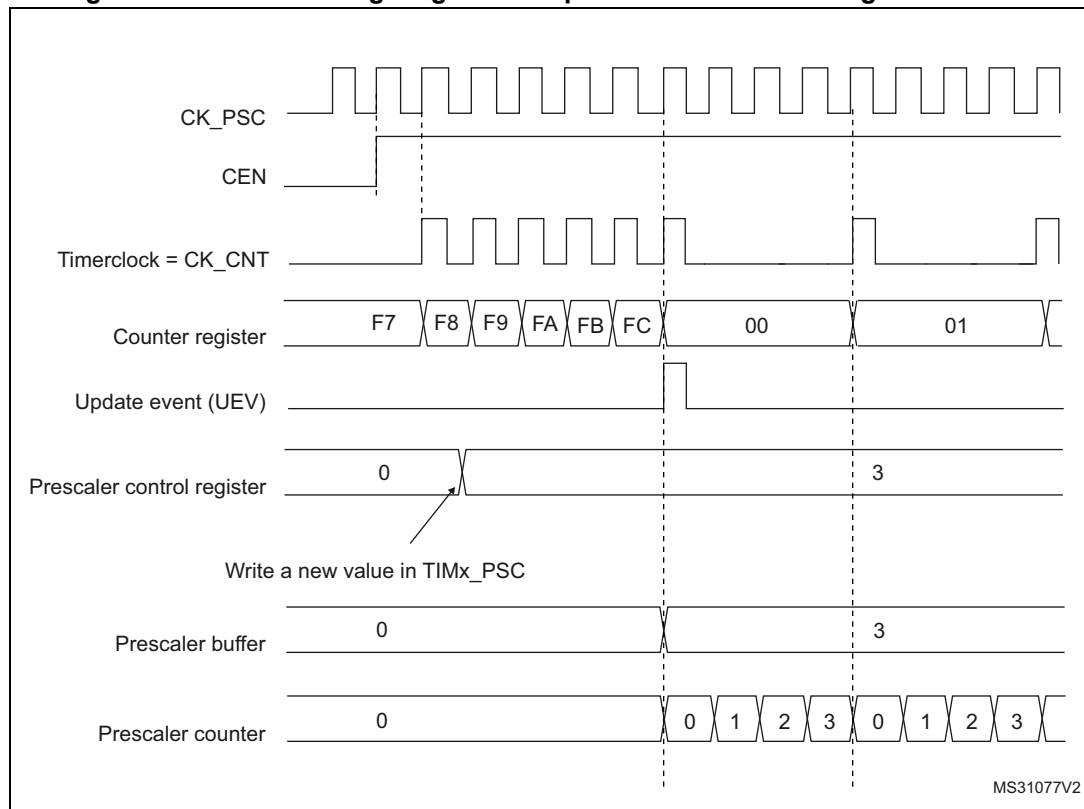 CK_PSC
CEN
Timerclock = CK_CNT
Counter register F7 F8 F9 FA FB FC 00 01
Update event (UEV)
Prescaler control register 0 3
Write a new value in TIMx_PSC
Prescaler buffer 0 3
Prescaler counter 0 0 1 2 3 0 1 2 3
MS31077V2